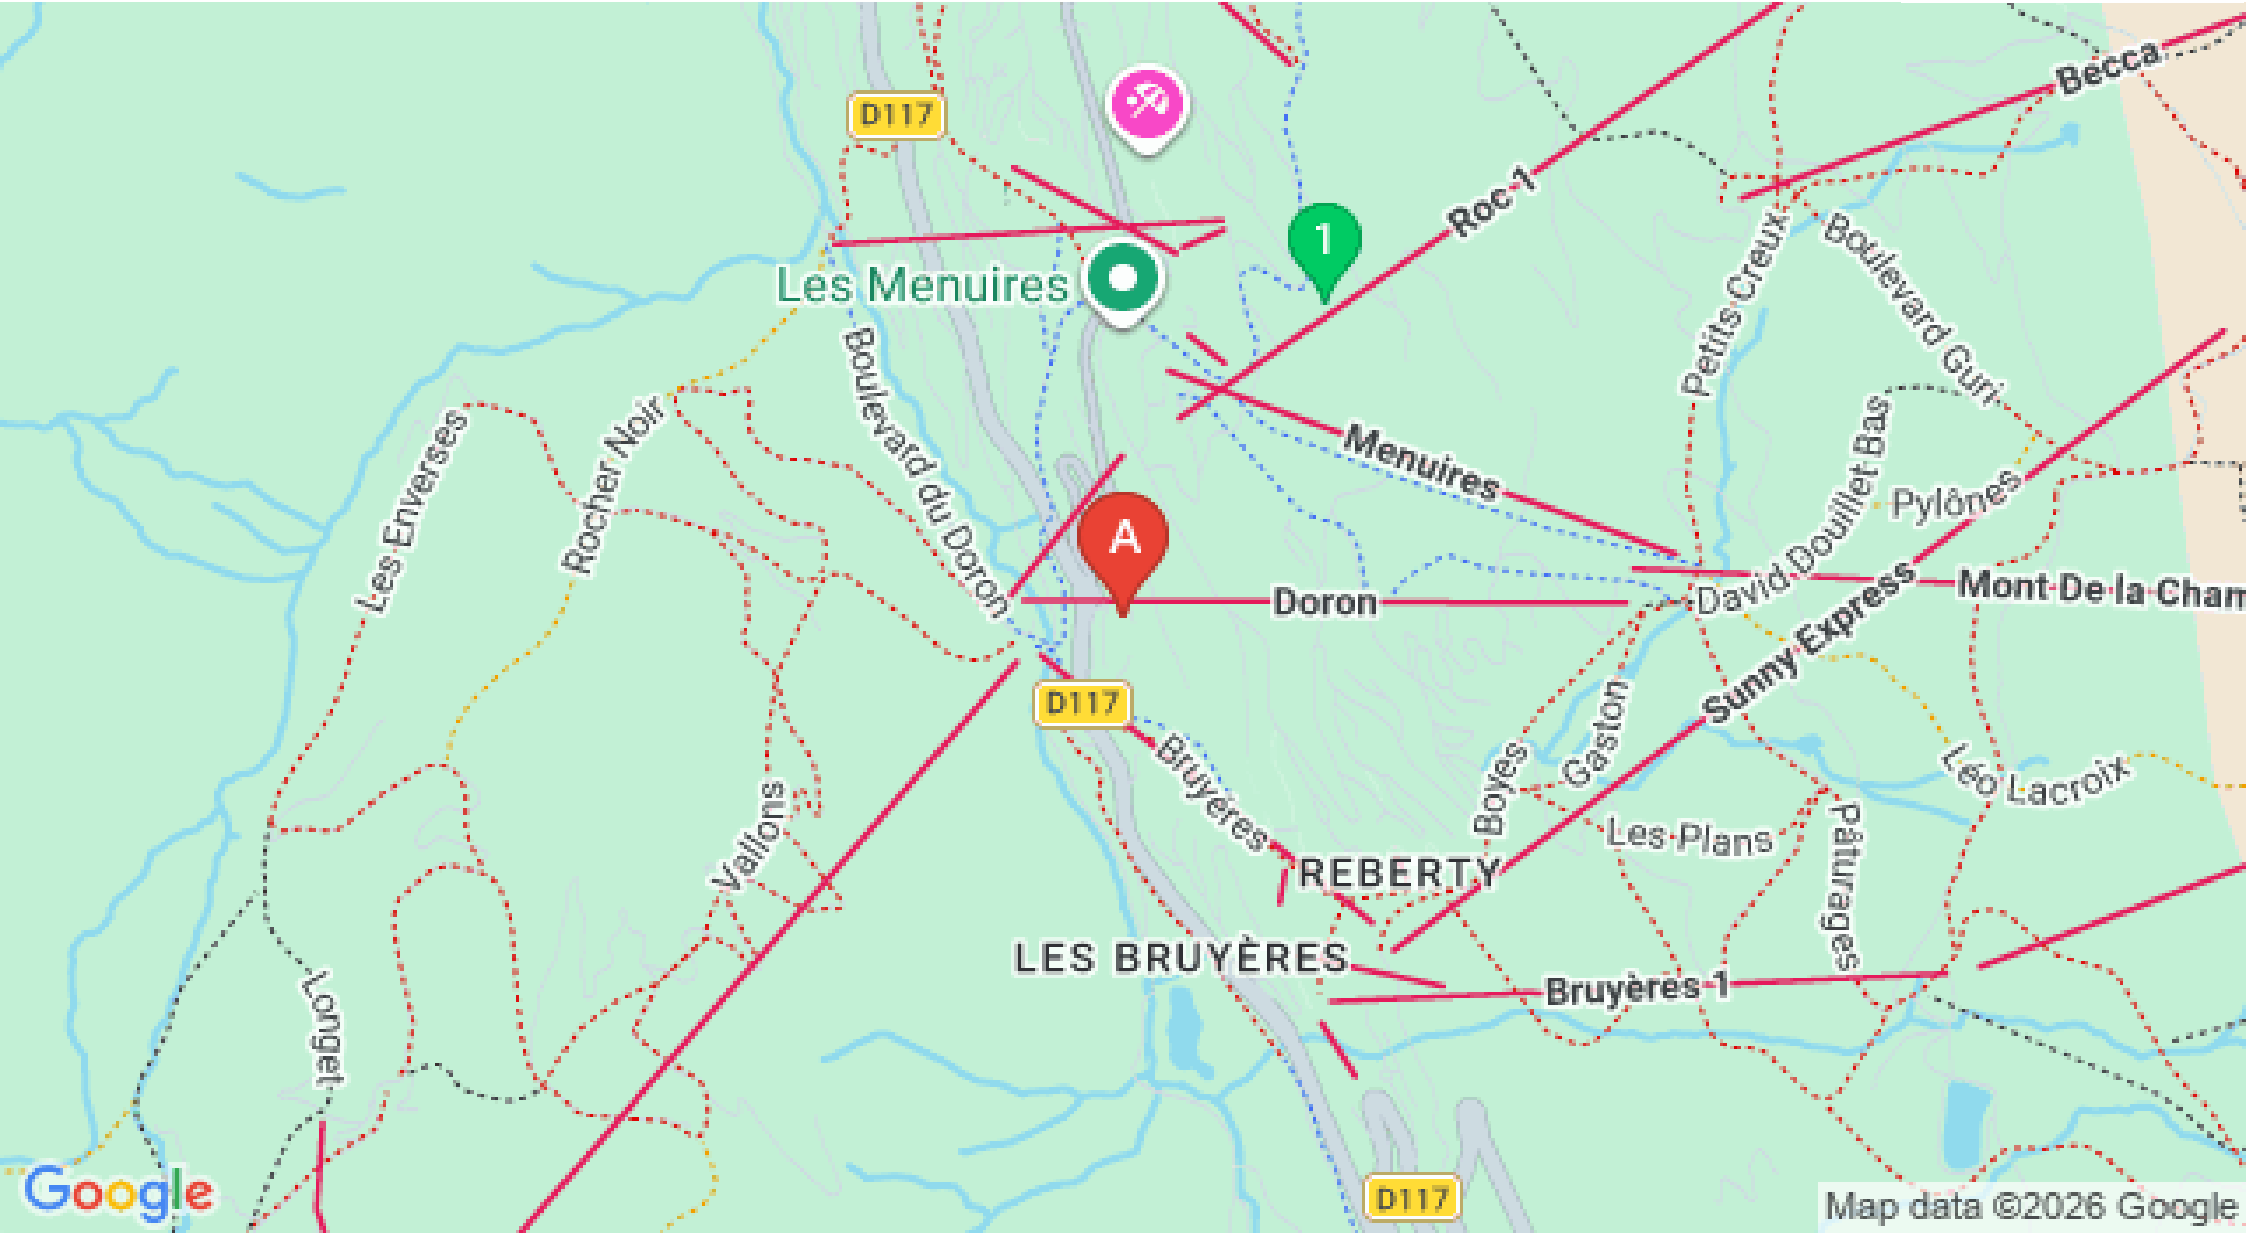 Becca
D117
Roc 1
1
Les Menuires
Petits Creux
Boulevard Guri
Boulevard du Doron
Rocher Noir
Les Enverses
Menuires
David Douillet Bas
Pylônes
A
Doron
Mont De la Cham
Sunny Express
D117
Gaston
Bruyères
Boyes
Léo Lacroix
Les Plans
Pâturages
Vallons
REBERTY
LES BRUYÈRES
Bruyères 1
Longet
Google
D117
Map data ©2026 Google